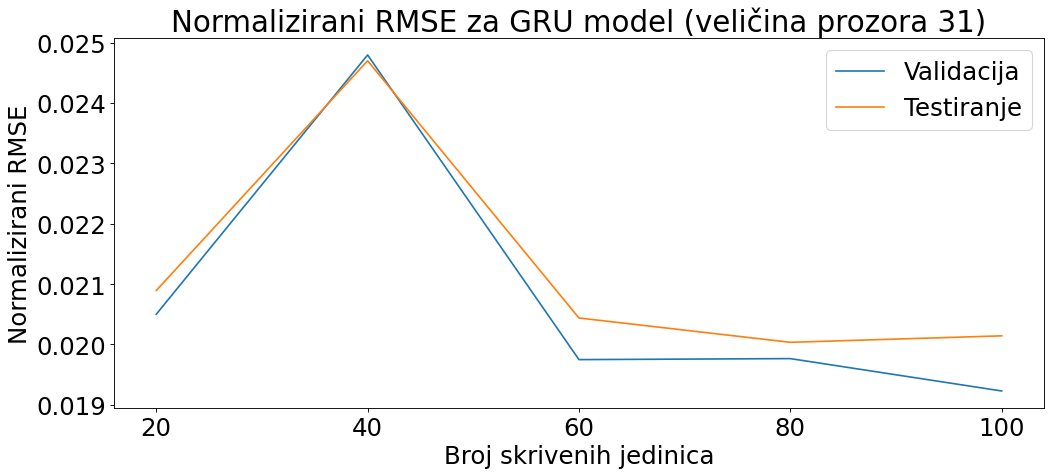 Normalizirani RMSE za GRU model (veličina prozora 31)
Normalizirani RMSE
0.025
0.024
0.023
0.022
0.021
0.020
0.019
Validacija
Testiranje
20 40 60 80 100
Broj skrivenih jedinica